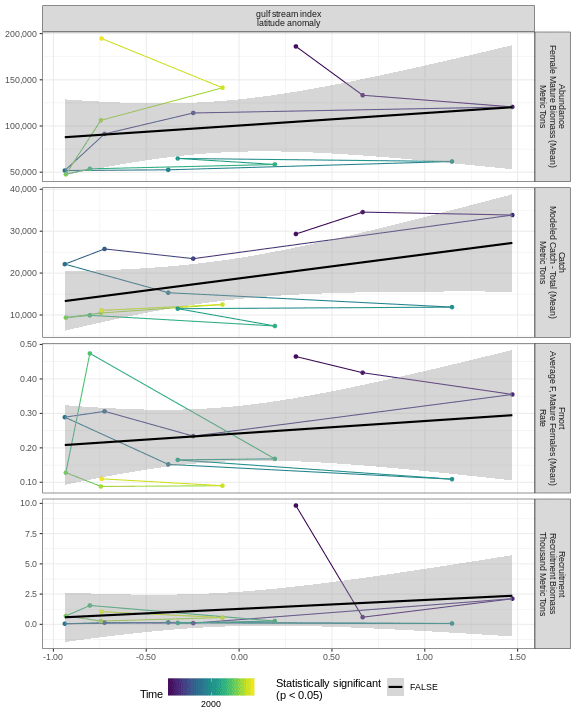 gulf stream index
latitude anomaly
200,000
150,000
100,000
50,000
Abundance
Female Mature Biomass (Mean)
Metric Tons
40,000
30,000
20,000
10,000
Catch
Modeled Catch - Total (Mean)
Metric Tons
0.50
0.40
0.30
0.20
0.10
Fmort
Average F, Mature Females (Mean)
Rate
10.0
7.5
5.0
2.5
0.0
Recruitment
Recruitment Biomass
Thousand Metric Tons
-1.00 -0.50 0.00 0.50 1.00 1.50
Time
2000
Statistically significant
(p < 0.05)
FALSE